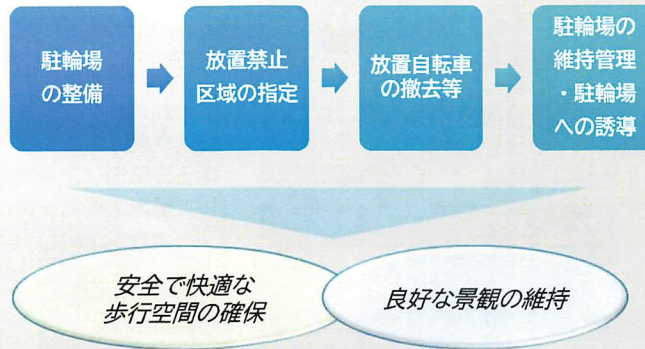 駐輪場
の整備
放置禁止
区域の指定
放置自転車
の撤去等
駐輪場の
維持管理
・駐輪場
への誘導
安全で快適な
歩行空間の確保
良好な景観の維持